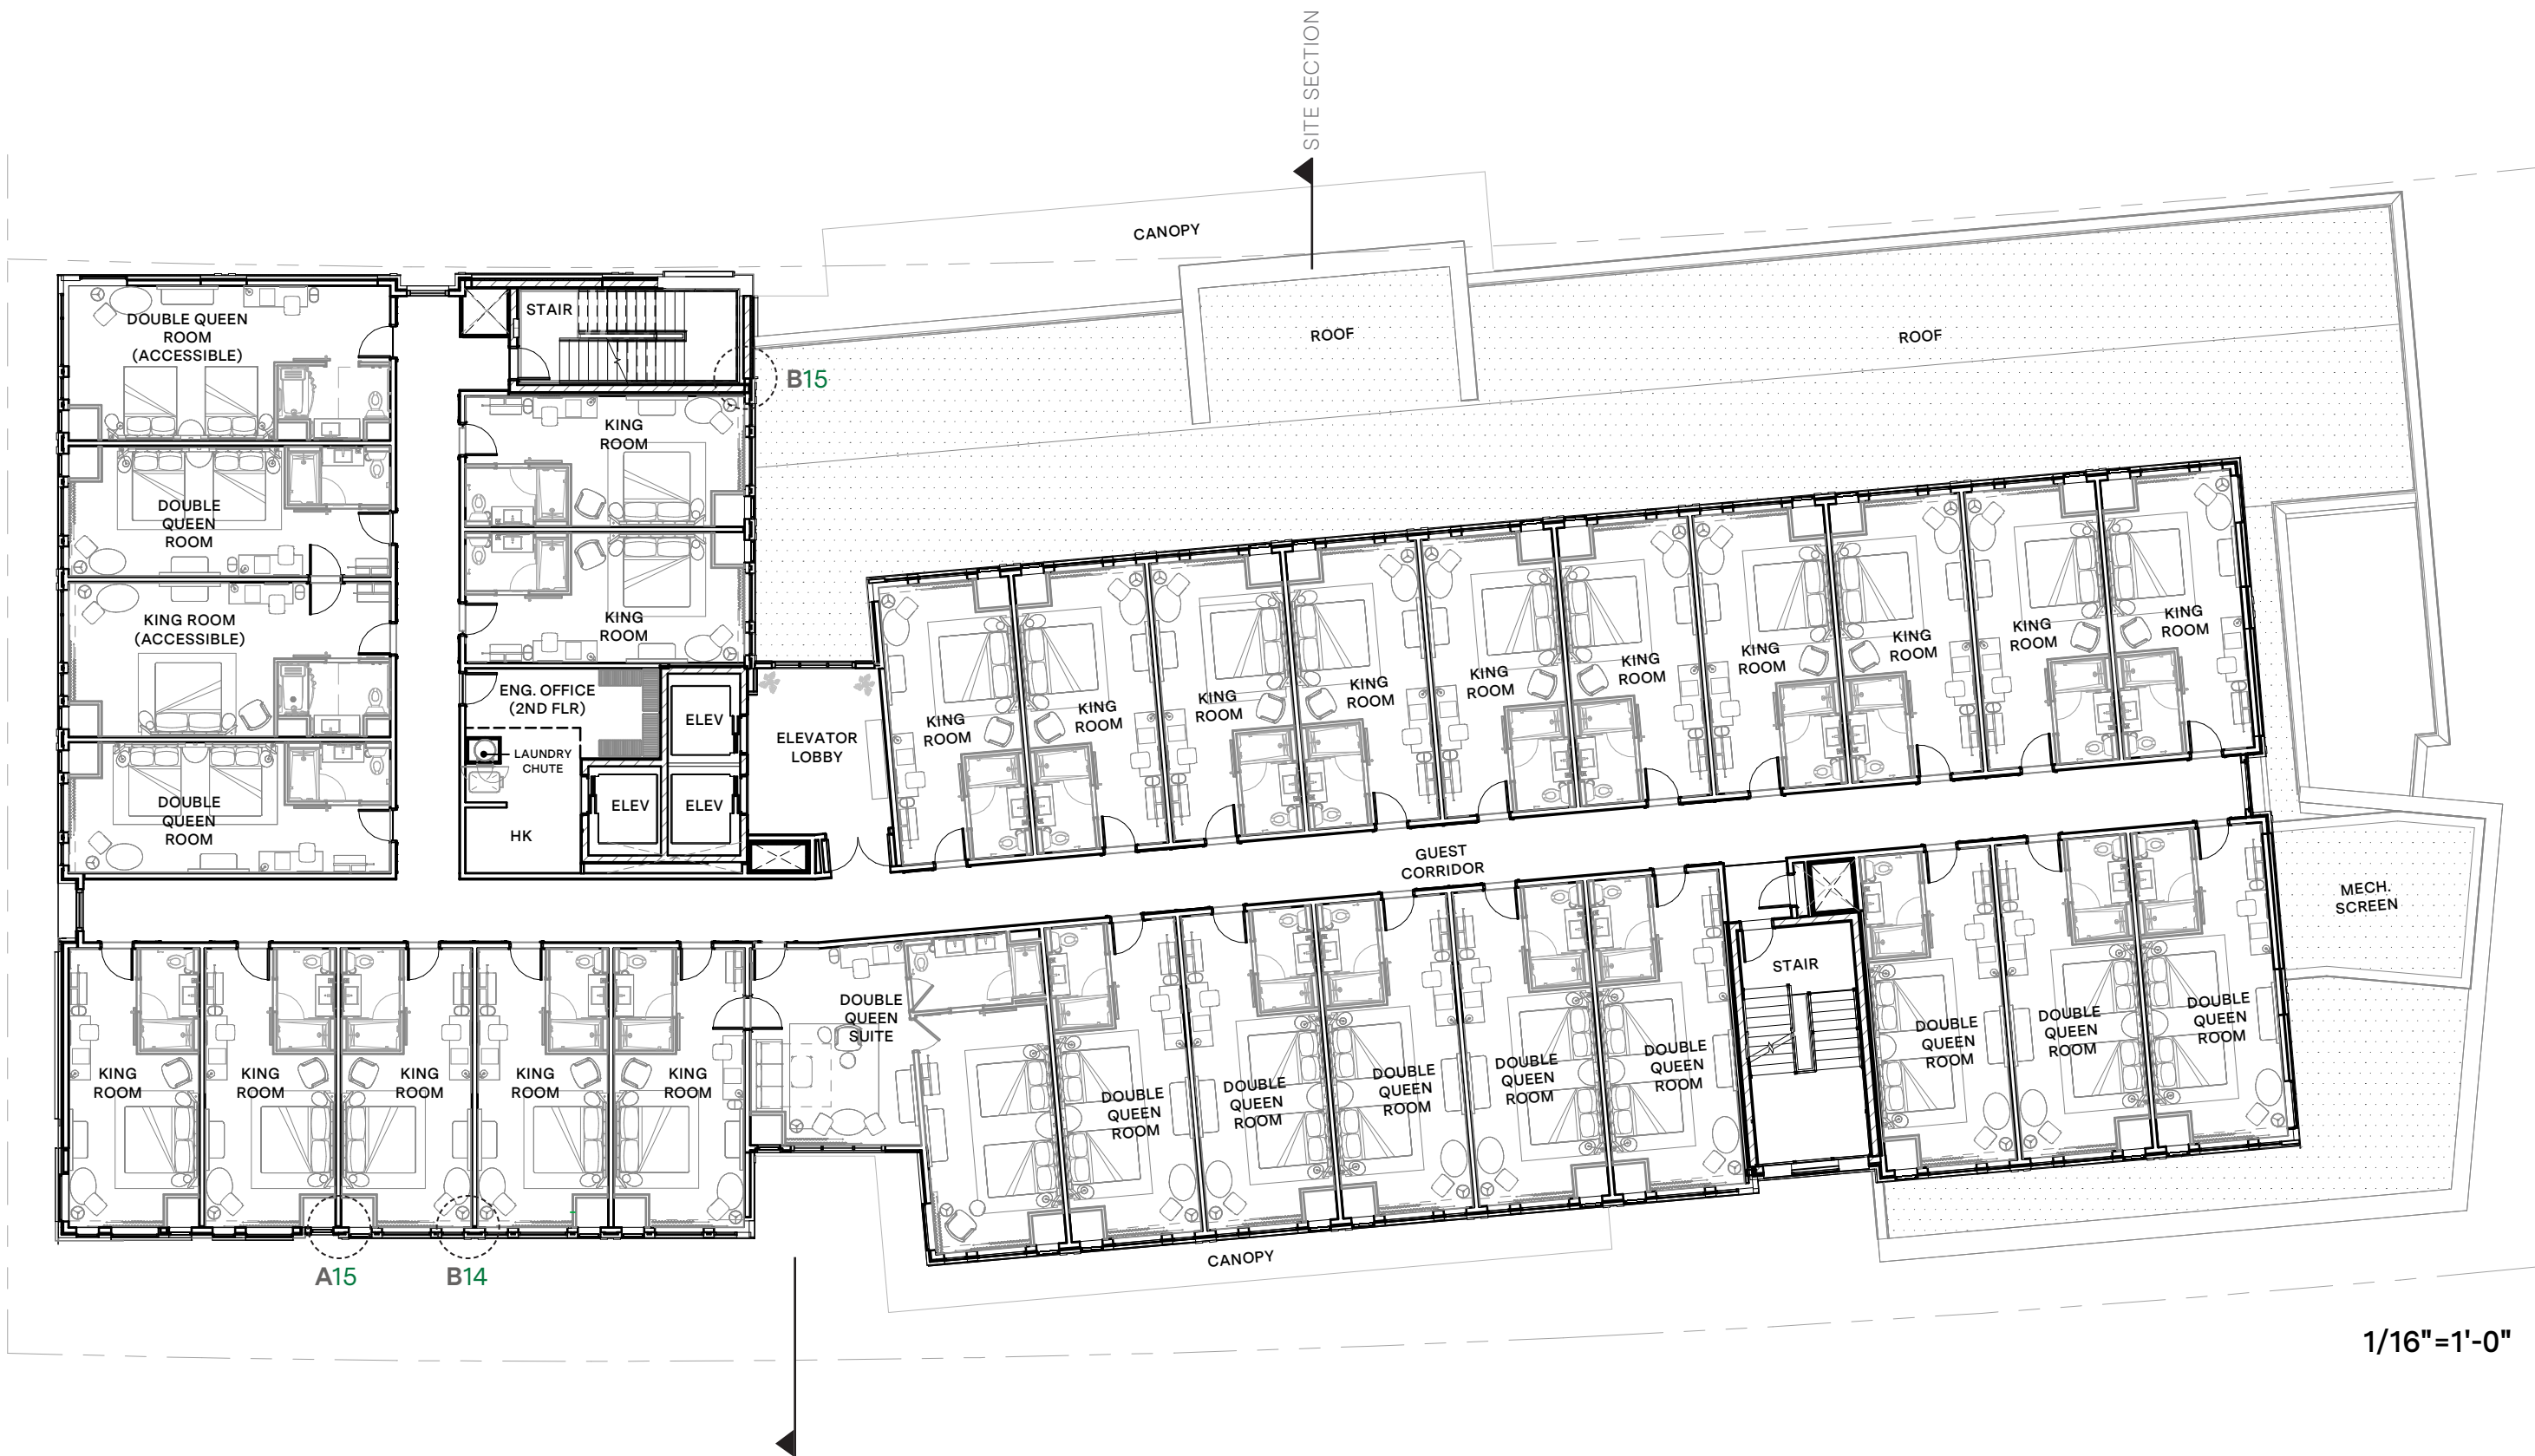 SITE SECTION
CANOPY
ROOF
ROOF
STAIR
B15
DOUBLE QUEEN
ROOM
(ACCESSIBLE)
KING
ROOM
DOUBLE
QUEEN
ROOM
KING
ROOM
KING ROOM
(ACCESSIBLE)
ENG. OFFICE
(2ND FLR)
ELEV
ELEVATOR
LOBBY
LAUNDRY
CHUTE
ELEV
ELEV
HK
DOUBLE
QUEEN
ROOM
KING
ROOM
KING
ROOM
KING
ROOM
KING
ROOM
KING
ROOM
KING
ROOM
KING
ROOM
KING
ROOM
KING
ROOM
KING
ROOM
GUEST
CORRIDOR
MECH.
SCREEN
STAIR
KING
ROOM
KING
ROOM
KING
ROOM
KING
ROOM
KING
ROOM
DOUBLE
QUEEN
SUITE
DOUBLE
QUEEN
ROOM
DOUBLE
QUEEN
ROOM
DOUBLE
QUEEN
ROOM
DOUBLE
QUEEN
ROOM
DOUBLE
QUEEN
ROOM
DOUBLE
QUEEN
ROOM
DOUBLE
QUEEN
ROOM
DOUBLE
QUEEN
ROOM
CANOPY
A15
B14
1/16"=1'-0"